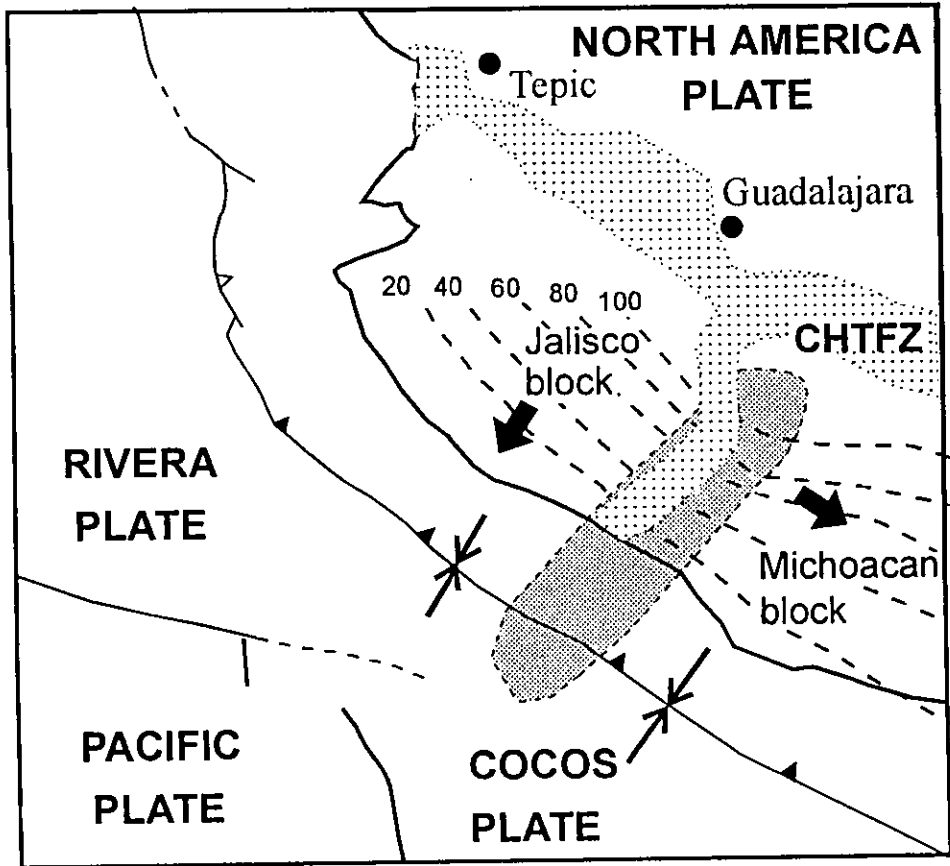 NORTH AMERICA
PLATE
Tepic
Guadalajara
20 40 60 80 100
CHTFZ
Jalisco
block
RIVERA
PLATE
Michoacan
block
PACIFIC
PLATE
COCOS
PLATE